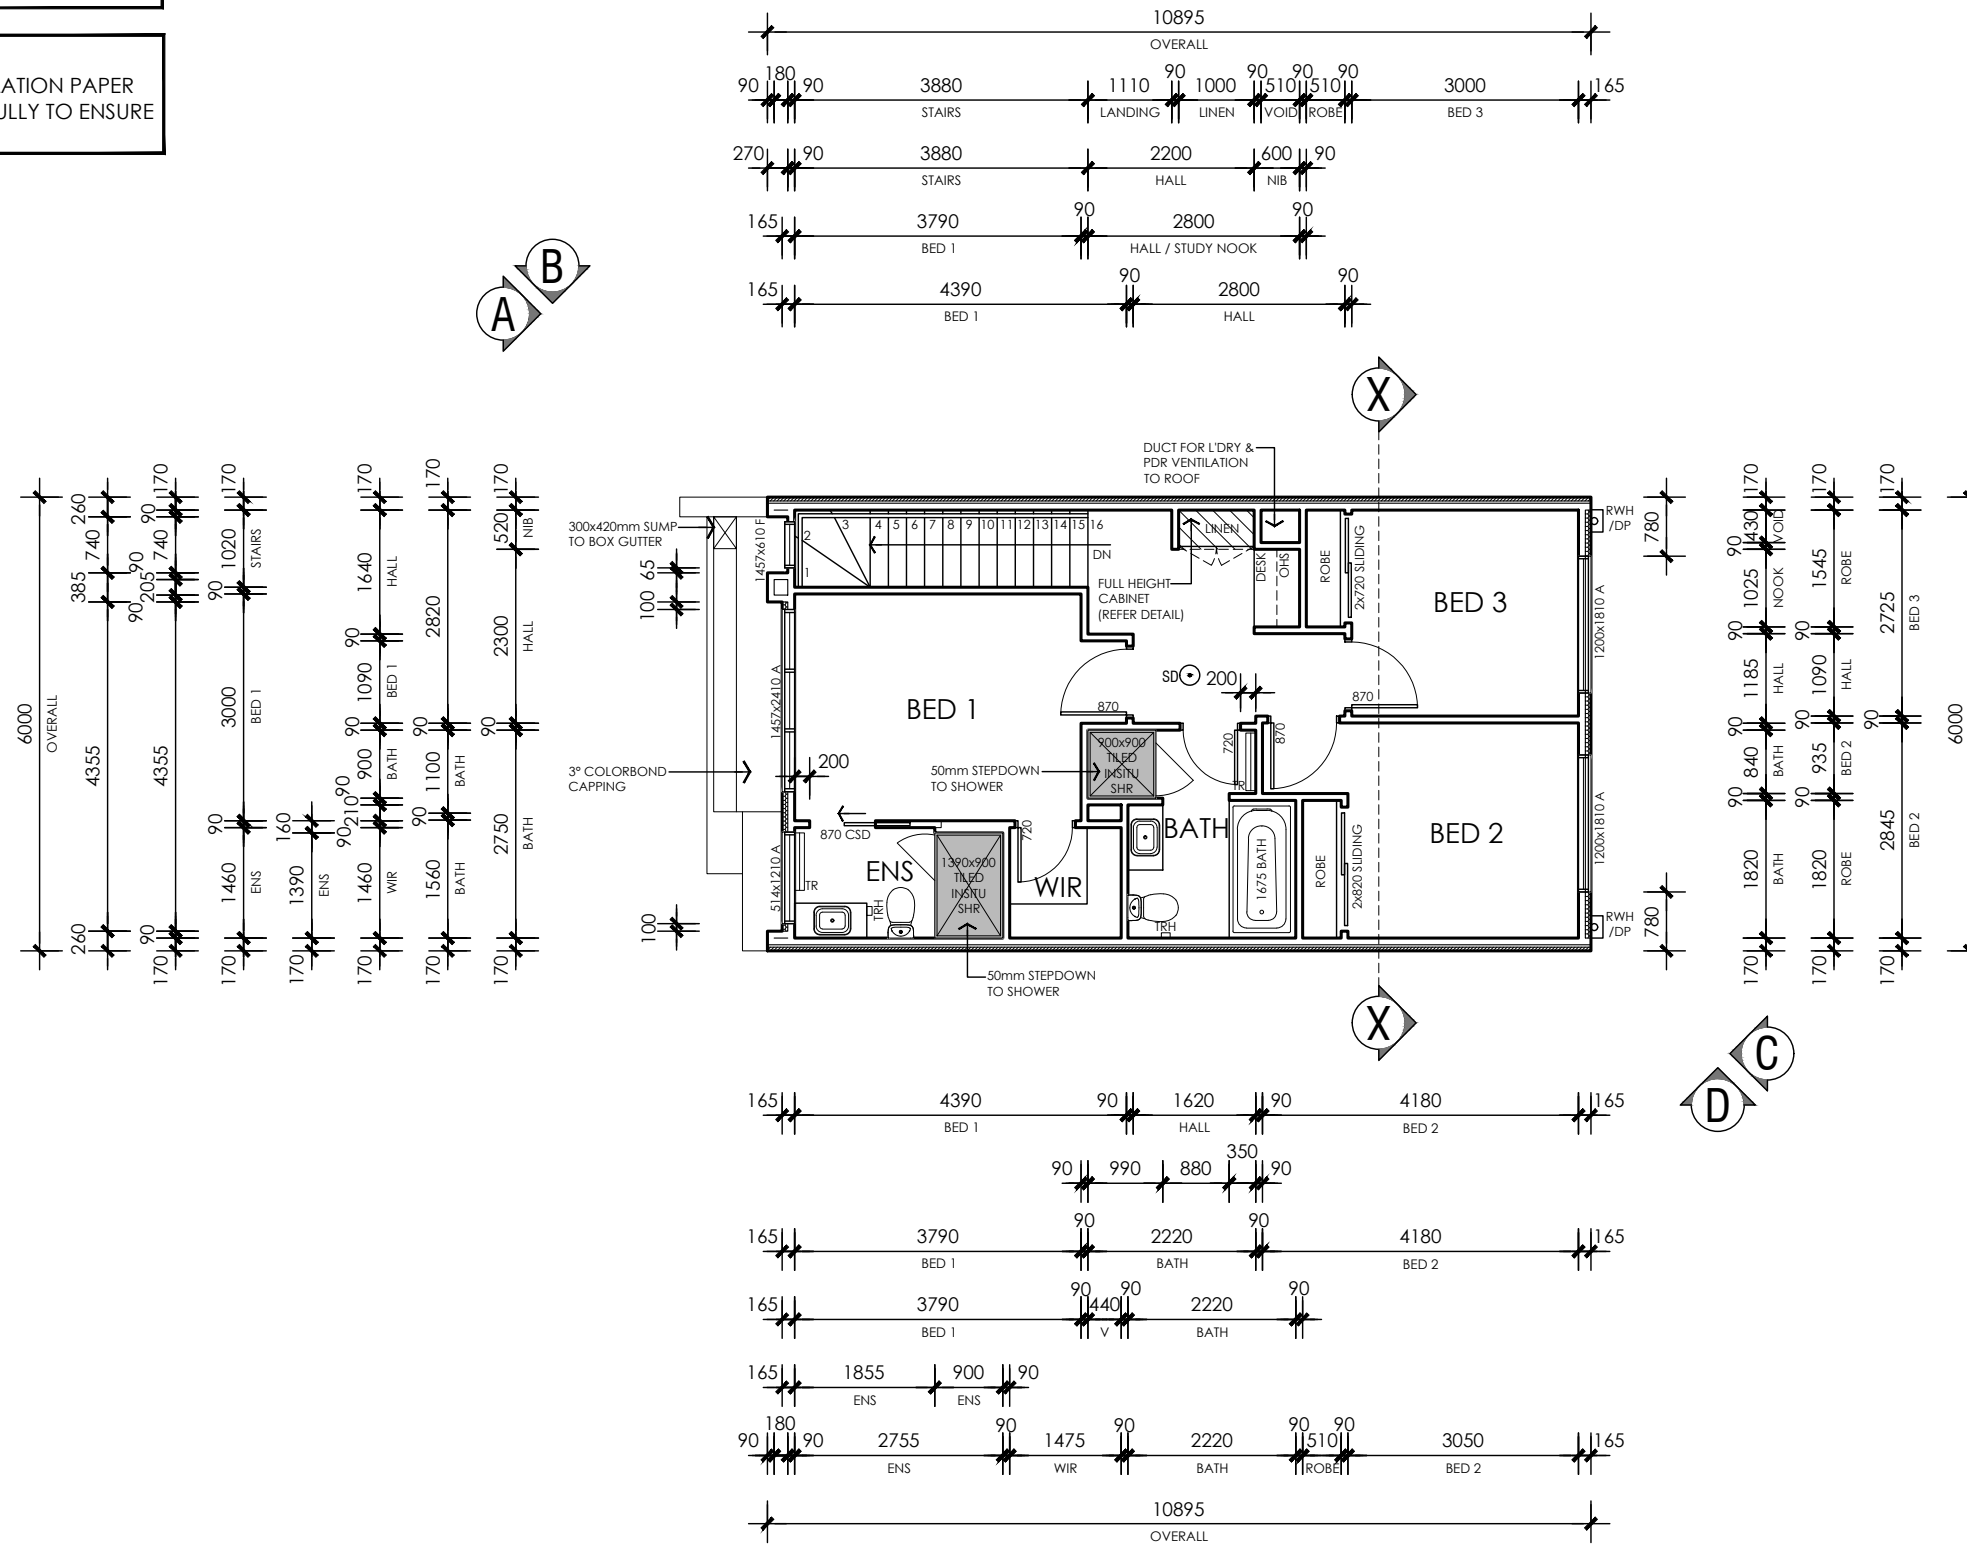 ATION PAPER
ULLY TO ENSURE
10895
OVERALL
90 180 90 3880 1110 90 1000 90 510 90 510 90 3000 165
STAIRS LANDING LINEN VOID ROBE BED 3
270 90 3880 2200 600 90
STAIRS HALL NIB
165 3790 90 2800 90
BED 1 HALL / STUDY NOOK
165 4390 90 2800 90
BED 1 HALL
B
A
X
6000
OVERALL
260 740 385 4355 260
170 90 740 90 205 90 4355 90 170
170 1020 90 3000 90 1460 170
STAIRS BED 1 ENS
160 1390 170
ENS
170 1640 90 1090 90 900 90 210 90 1460 170
HALL BED 1 BATH WIR
170 2820 90 1100 90 1560 170
BATH BATH
170 520 2300 90 2750 170
NIB HALL BATH
65
100
100
300x420mm SUMP
TO BOX GUTTER
3° COLORBOND
CAPPING
DUCT FOR L'DRY &
PDR VENTILATION
TO ROOF
1457x610 F
1 2 3 4 5 6 7 8 9 10 11 12 13 14 15 16
DN
LINEN
FULL HEIGHT
CABINET
(REFER DETAIL)
DESK
OHS
ROBE
2x720 SLIDING
BED 3
1200x1810 A
RWH
/DP
SD
200
870
870
BED 1
1457x2410 A
200
870 CSD
900x900
TILED
INSITU
SHR
50mm STEPDOWN
TO SHOWER
720
TR
870
BATH
1675 BATH
TRH
720
WIR
ENS
TR
TRH
514x1210 A
1390x900
TILED
INSITU
SHR
50mm STEPDOWN
TO SHOWER
ROBE
2x820 SLIDING
BED 2
1200x1810 A
RWH
/DP
780
780
170 430 90 1025 90 1185 90 840 90 1820 170
VOID NOOK HALL BATH BATH
170 1545 90 1090 90 935 90 1820 170
ROBE HALL BED 2 ROBE
170 2725 90 2845 170
BED 3 BED 2
6000
X
C
D
165 4390 90 1620 90 4180 165
BED 1 HALL BED 2
90 990 880 350 90
165 3790 90 2220 90 4180 165
BED 1 BATH BED 2
165 3790 90 440 90 2220 90
BED 1 V BATH
165 1855 900 90
ENS ENS
90 180 90 2755 90 1475 90 2220 90 510 90 3050 165
ENS WIR BATH ROBE BED 2
10895
OVERALL